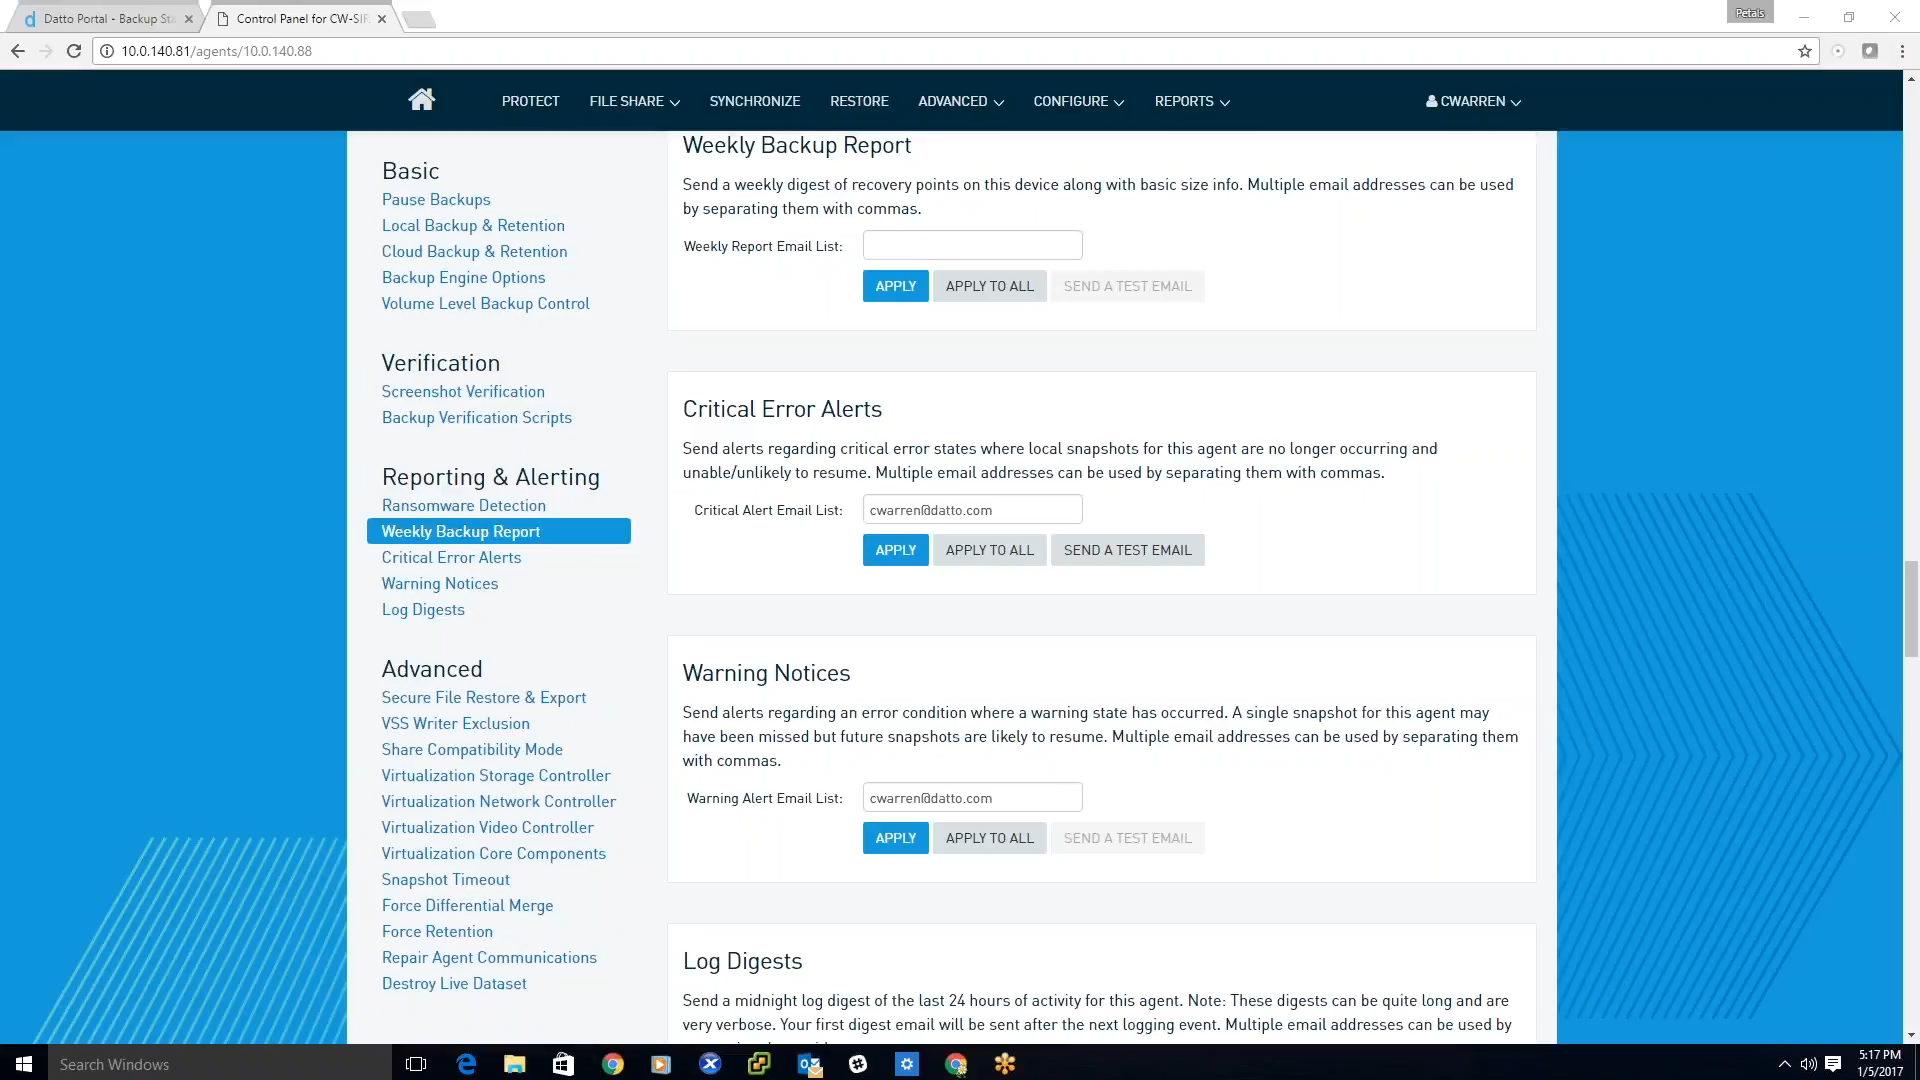 Datto Portal - Backup Sta
Control Panel for CW-SIR
Petals
10.0.140.81/agents/10.0.140.88
PROTECT FILE SHARE SYNCHRONIZE RESTORE ADVANCED CONFIGURE REPORTS CWARREN
Basic
Pause Backups
Local Backup & Retention
Cloud Backup & Retention
Backup Engine Options
Volume Level Backup Control
Verification
Screenshot Verification
Backup Verification Scripts
Reporting & Alerting
Ransomware Detection
Weekly Backup Report
Critical Error Alerts
Warning Notices
Log Digests
Advanced
Secure File Restore & Export
VSS Writer Exclusion
Share Compatibility Mode
Virtualization Storage Controller
Virtualization Network Controller
Virtualization Video Controller
Virtualization Core Components
Snapshot Timeout
Force Differential Merge
Force Retention
Repair Agent Communications
Destroy Live Dataset
Weekly Backup Report
Send a weekly digest of recovery points on this device along with basic size info. Multiple email addresses can be used
by separating them with commas.
Weekly Report Email List:
APPLY APPLY TO ALL SEND A TEST EMAIL
Critical Error Alerts
Send alerts regarding critical error states where local snapshots for this agent are no longer occurring and
unable/unlikely to resume. Multiple email addresses can be used by separating them with commas.
Critical Alert Email List: cwarren@datto.com
APPLY APPLY TO ALL SEND A TEST EMAIL
Warning Notices
Send alerts regarding an error condition where a warning state has occurred. A single snapshot for this agent may
have been missed but future snapshots are likely to resume. Multiple email addresses can be used by separating them
with commas.
Warning Alert Email List: cwarren@datto.com
APPLY APPLY TO ALL SEND A TEST EMAIL
Log Digests
Send a midnight log digest of the last 24 hours of activity for this agent. Note: These digests can be quite long and are
very verbose. Your first digest email will be sent after the next logging event. Multiple email addresses can be used by
Search Windows
5:17 PM
1/5/2017